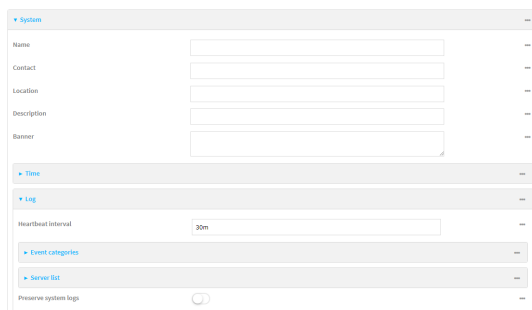 System
Name
Contact
Location
Description
Banner
Time
Log
Heartbeat interval
30m
Event categories
Server list
Preserve system logs